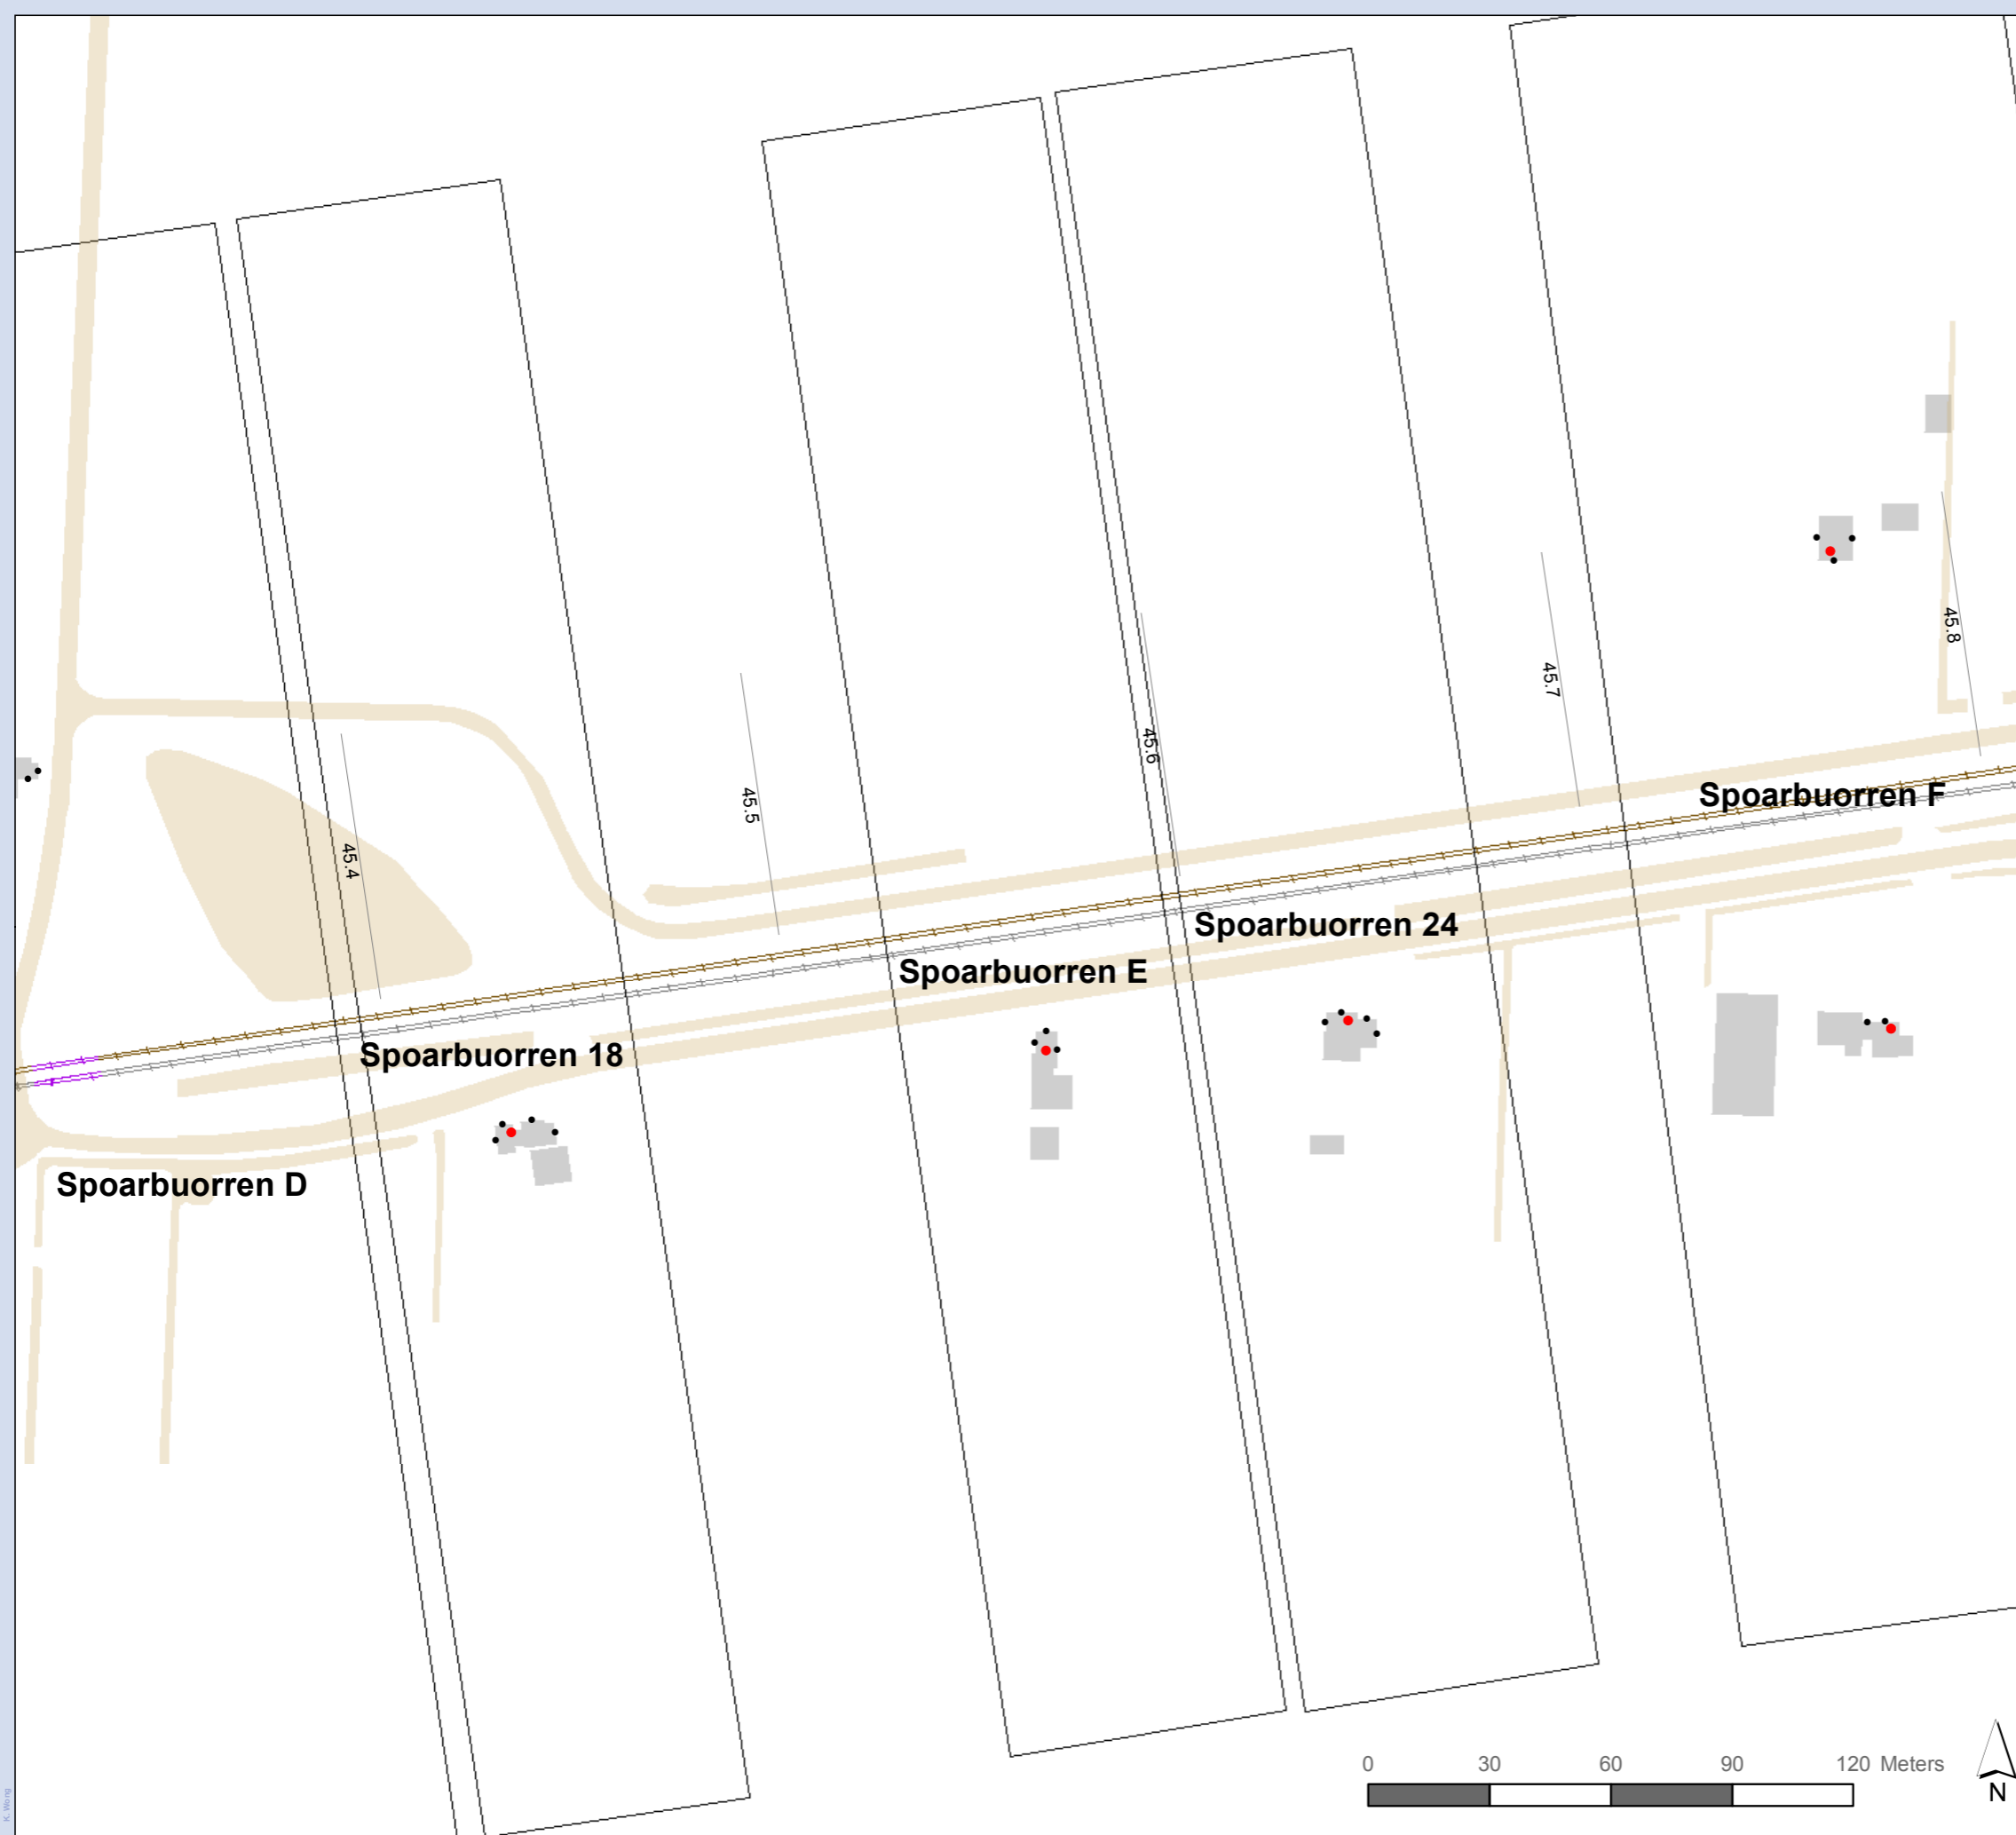 45.8
45.7
45.6
Spoarbuorren F
45.5
45.4
Spoarbuorren 24
Spoarbuorren E
Spoarbuorren 18
Spoarbuorren D
0 30 60 90 120 Meters
N
K. Wong